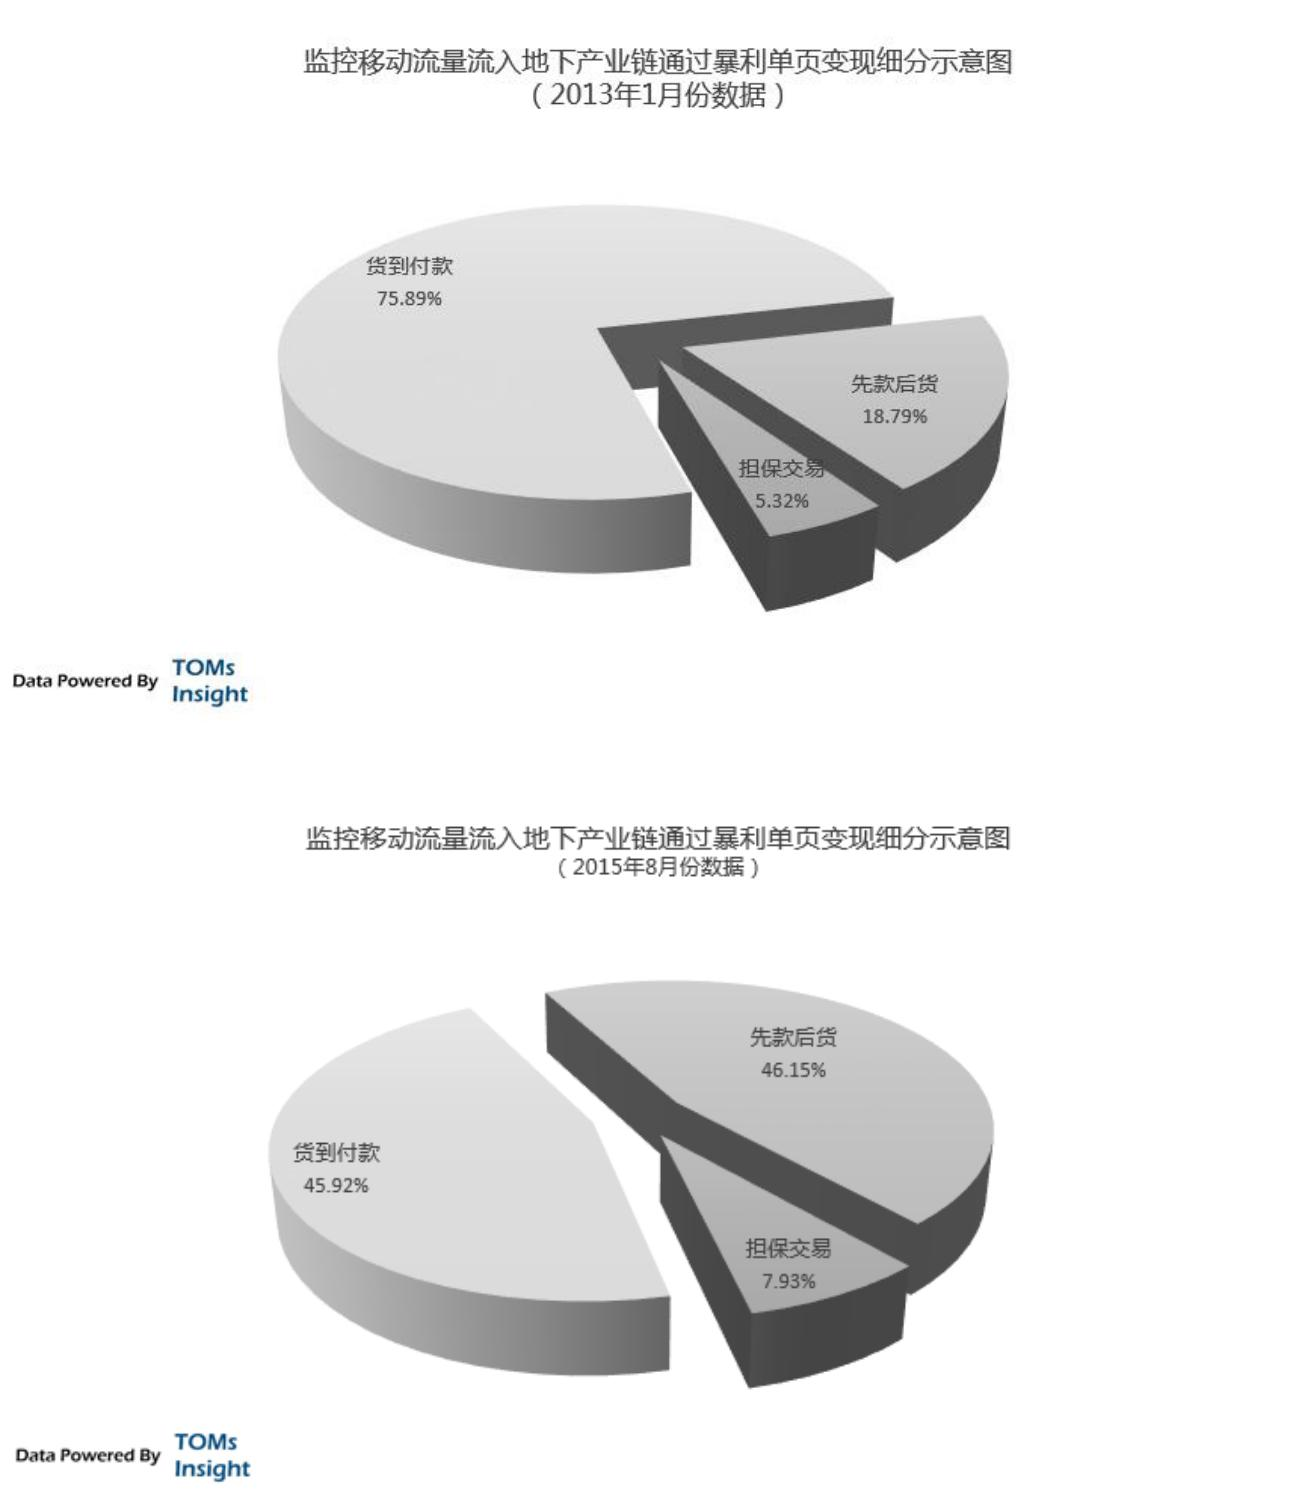 监控移动流量流入地下产业链通过暴利单页变现细分示意图
（2013年1月份数据）
货到付款
75.89%
先款后货
18.79%
担保交易
5.32%
Data Powered By
TOMs
Insight
监控移动流量流入地下产业链通过暴利单页变现细分示意图
（2015年8月份数据）
先款后货
46.15%
货到付款
45.92%
担保交易
7.93%
Data Powered By
TOMs
Insight